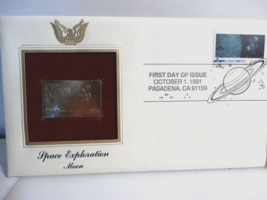 FIRST DAY OF ISSUE
OCTOBER 1, 1991
PASADENA, CA 91109
Space Exploration
Moon